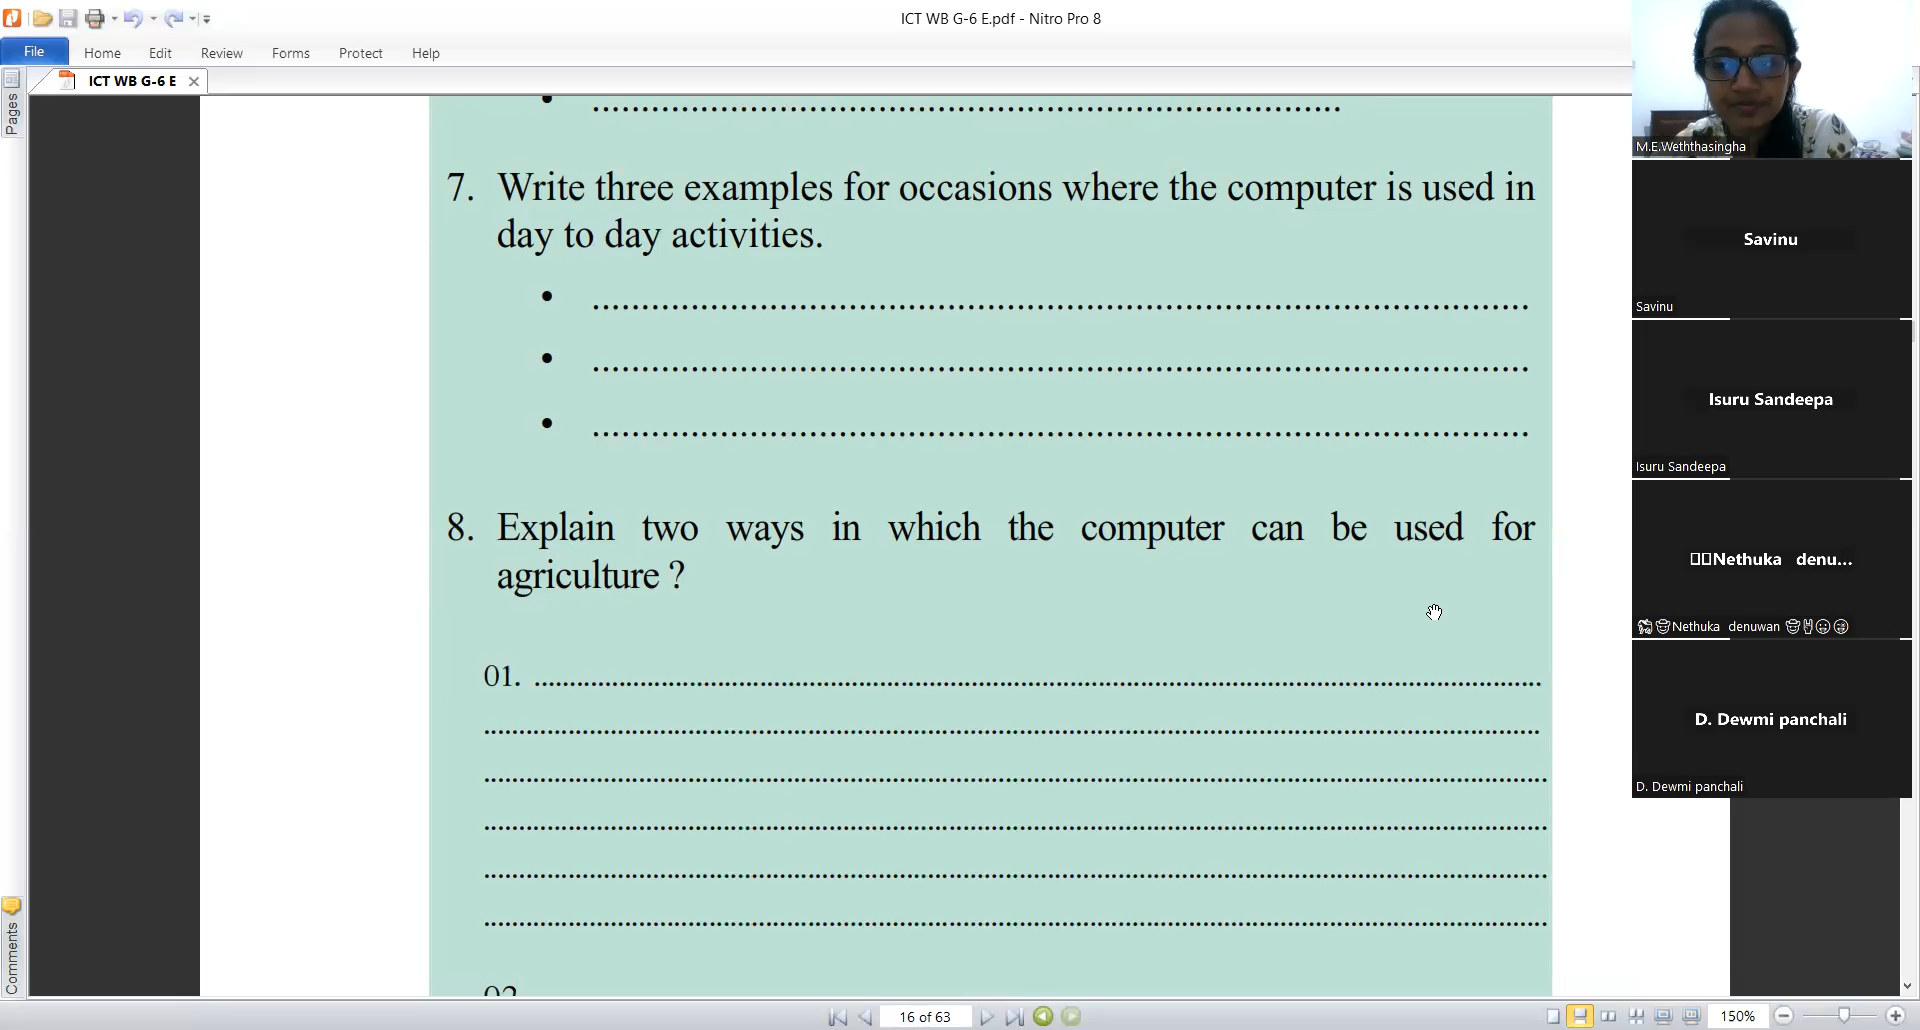 ICT WB G-6 E.pdf - Nitro Pro 8
File Home Edit Review Forms Protect Help
ICT WB G-6 E
Pages
7. Write three examples for occasions where the computer is used in
day to day activities.
• ..........................................................................................
• ..........................................................................................
• ..........................................................................................
8. Explain two ways in which the computer can be used for
agriculture ?
01. ..........................................................................................
Comments
16 of 63
150%
M.E.Weththasingha
Savinu
Savinu
Isuru Sandeepa
Isuru Sandeepa
Nethuka denu...
Nethuka denuwan
D. Dewmi panchali
D. Dewmi panchali